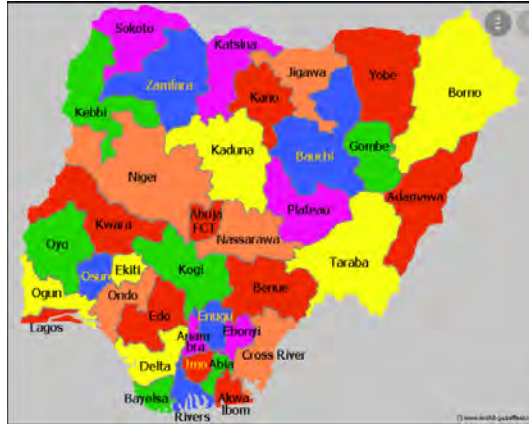 Sokoto
Katsina
Zamfara
Jigawa
Yobe
Borno
Kano
Kebbi
Kaduna
Gombe
Bauchi
Niger
Adamawa
Plateau
Abuja
FCT
Kwara
Nassarawa
Oyo
Taraba
Osun
Ekiti
Kogi
Benue
Ogun
Ondo
Edo
Enugu
Lagos
Anam
bra
Ebonyi
Cross River
Delta
Imo
Abia
Bayelsa
Akwa
Ibom
Rivers